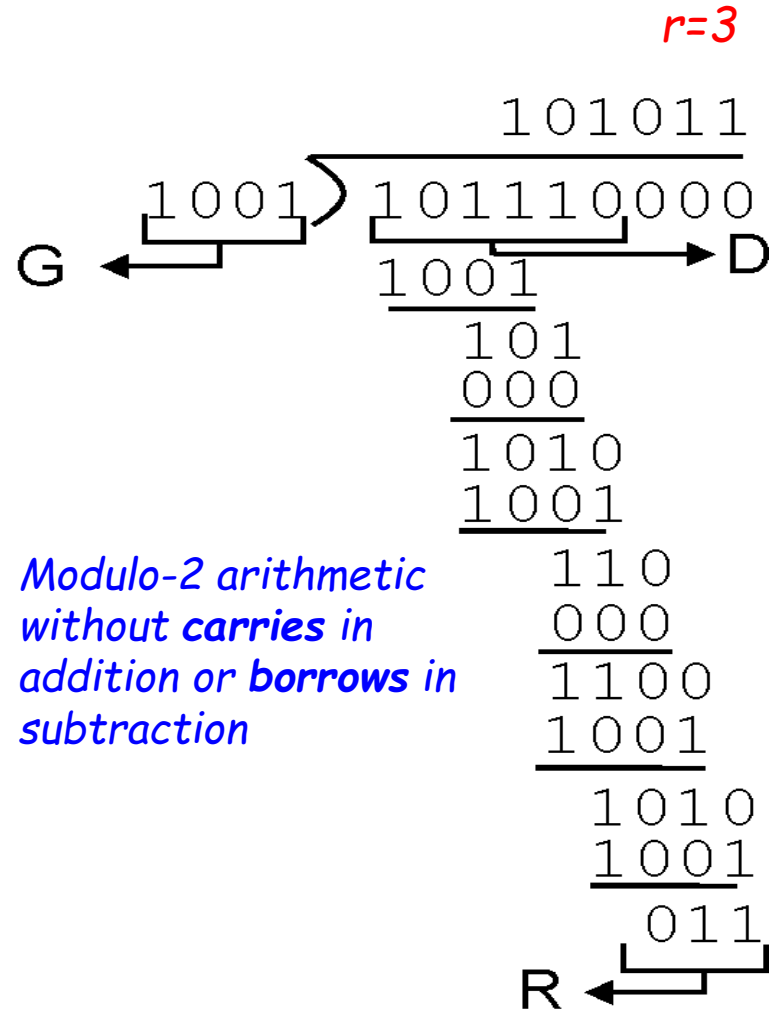 r=3
101011
1001 101110000
G D
1001
101
000
1010
1001
110
000
1100
1001
1010
1001
011
R
Modulo-2 arithmetic
without carries in
addition or borrows in
subtraction